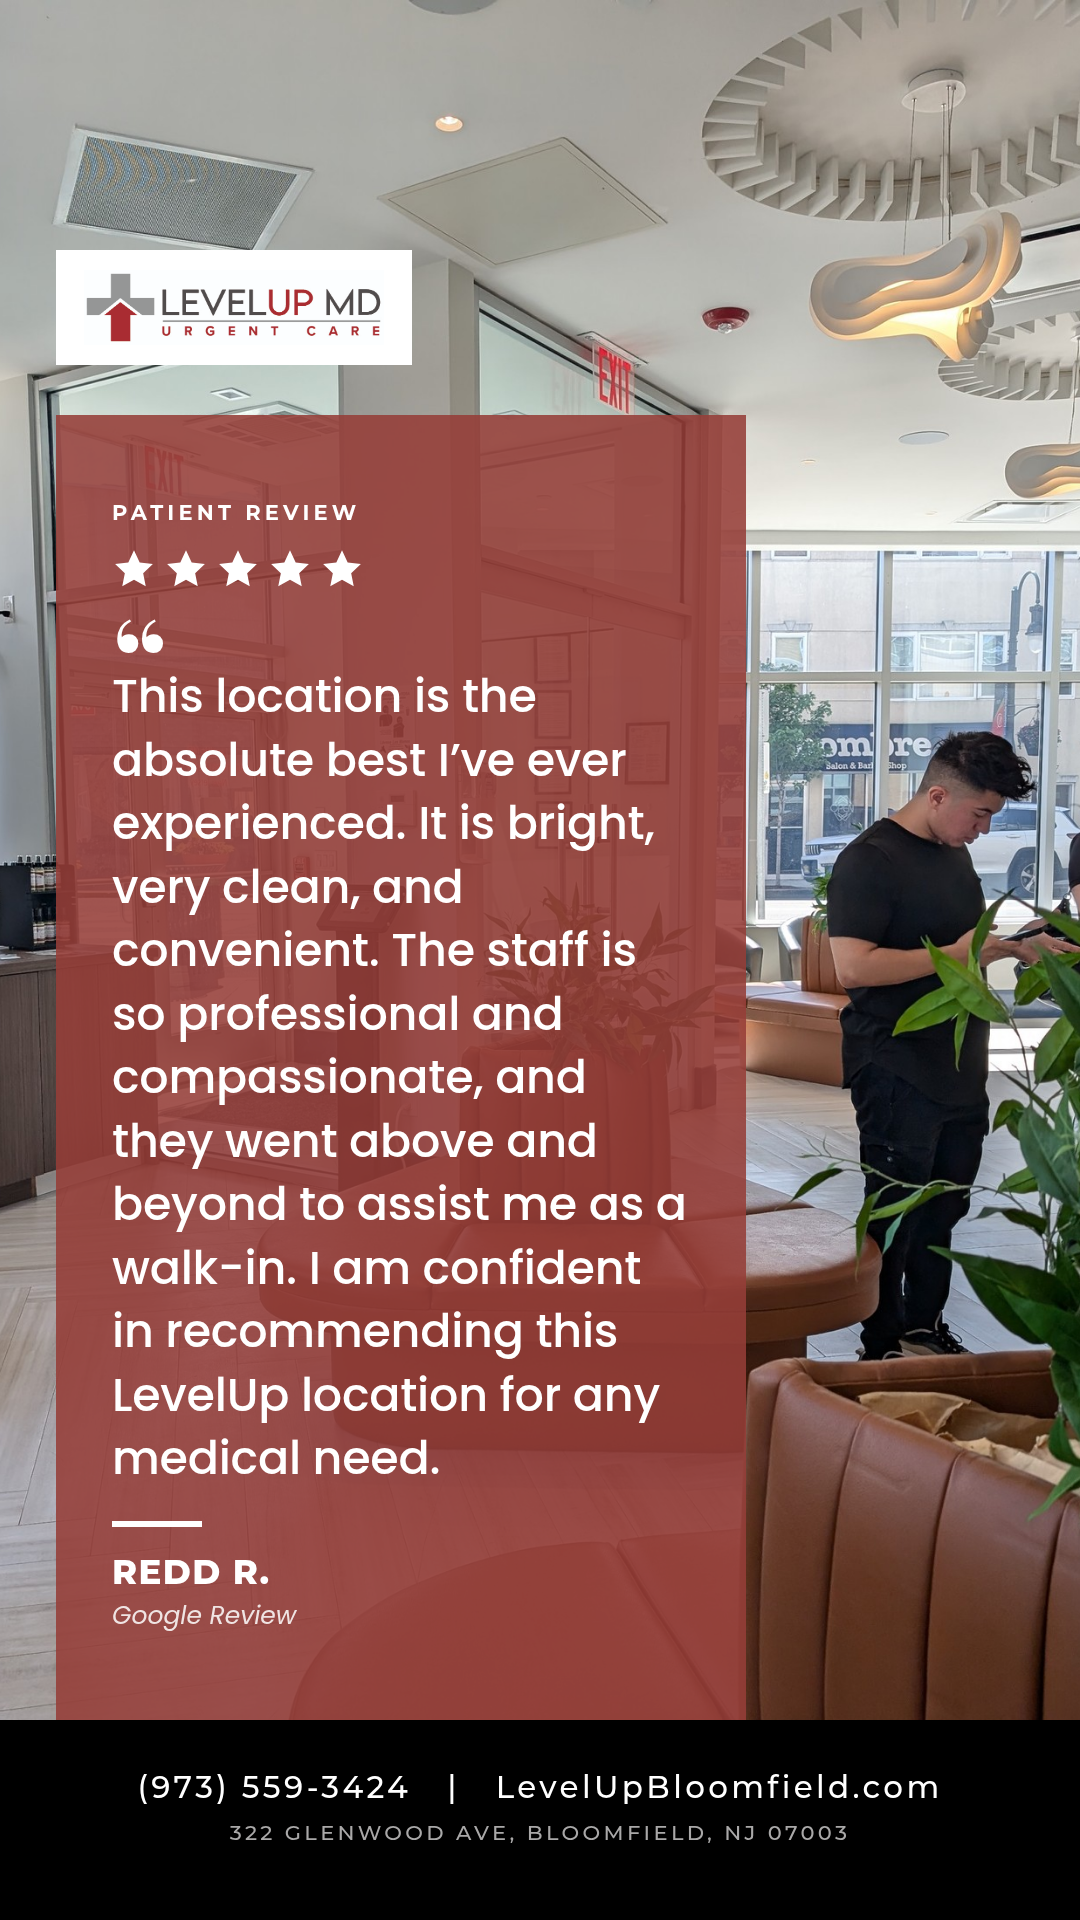 LEVELUP MD
URGENT CARE
EXIT
EXIT
PATIENT REVIEW
“
This location is the
absolute best I’ve ever
experienced. It is bright,
very clean, and
convenient. The staff is
so professional and
compassionate, and
they went above and
beyond to assist me as a
walk-in. I am confident
in recommending this
LevelUp location for any
medical need.
REDD R.
Google Review
(973) 559-3424 | LevelUpBloomfield.com
322 GLENWOOD AVE, BLOOMFIELD, NJ 07003